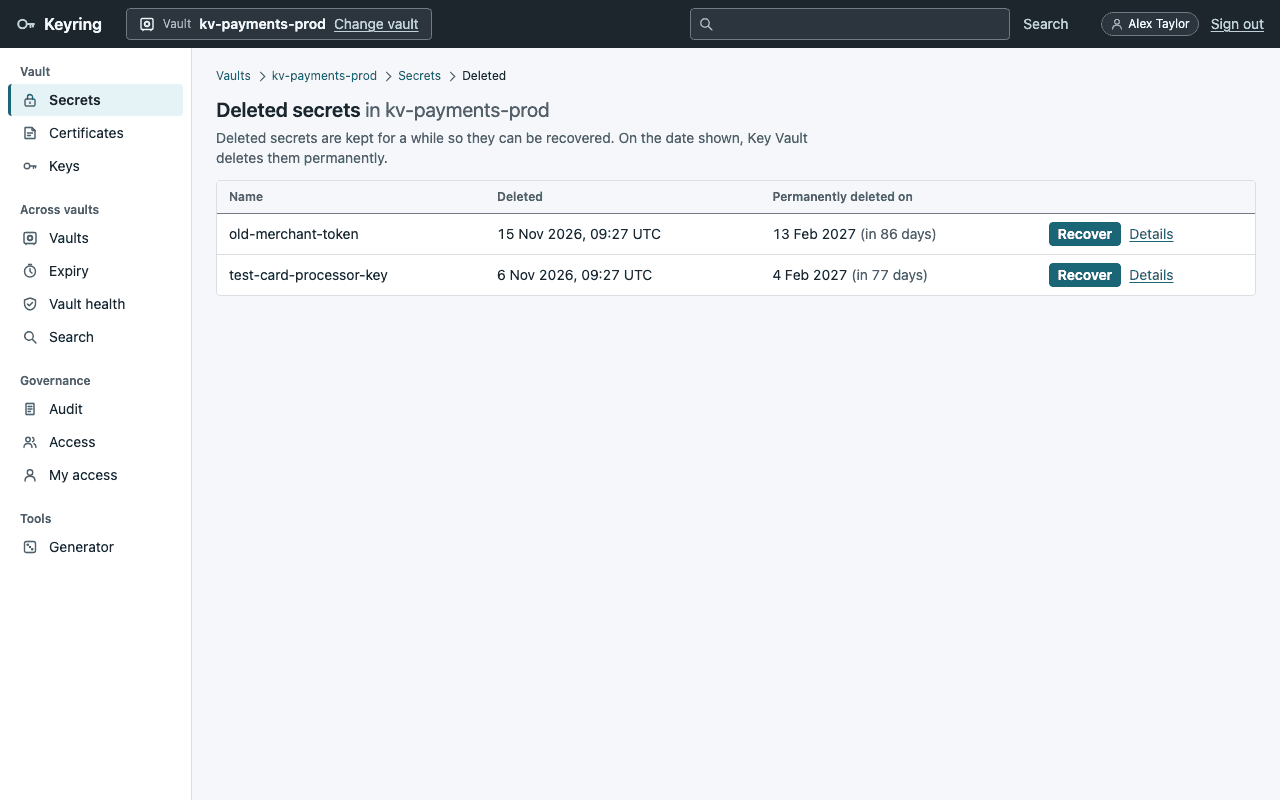 Keyring
Vault kv-payments-prod Change vault
Search
Alex Taylor
Sign out
Vault
Secrets
Certificates
Keys
Across vaults
Vaults
Expiry
Vault health
Search
Governance
Audit
Access
My access
Tools
Generator
Vaults > kv-payments-prod > Secrets > Deleted
Deleted secrets in kv-payments-prod
Deleted secrets are kept for a while so they can be recovered. On the date shown, Key Vault
deletes them permanently.
Name Deleted Permanently deleted on
old-merchant-token 15 Nov 2026, 09:27 UTC 13 Feb 2027 (in 86 days) Recover Details
test-card-processor-key 6 Nov 2026, 09:27 UTC 4 Feb 2027 (in 77 days) Recover Details